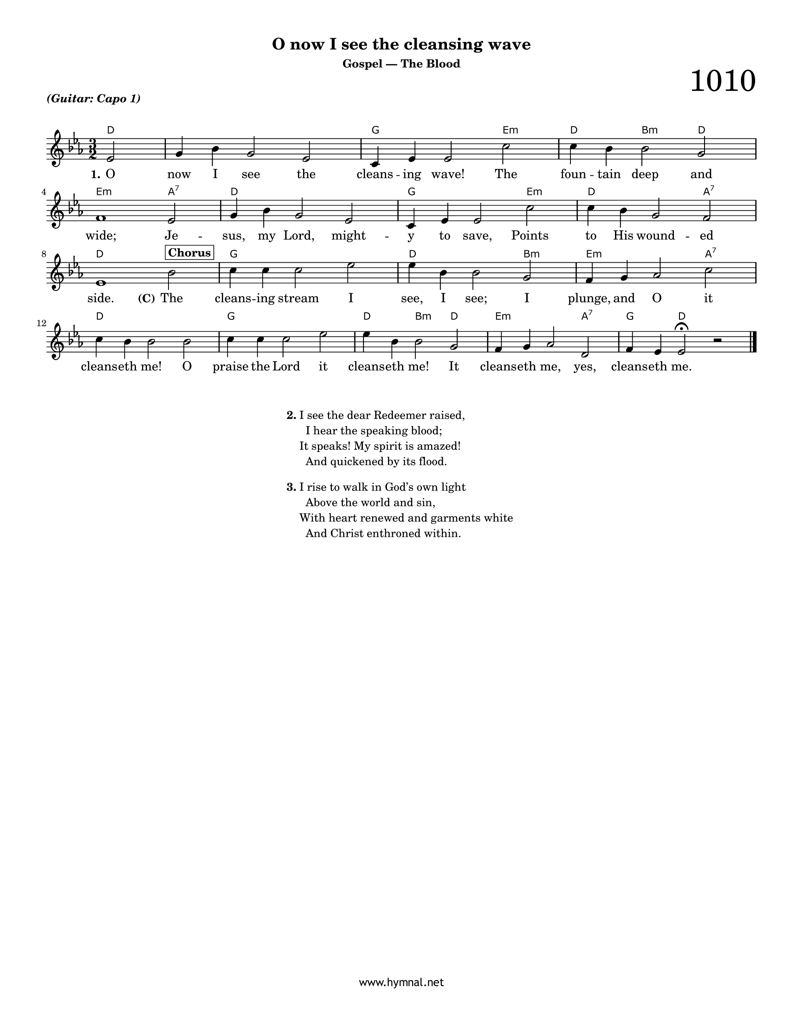 O now I see the cleansing wave
Gospel — The Blood
1010
(Guitar: Capo 1)
D G Em D Bm D
1. O now I see the cleans - ing wave! The foun - tain deep and
4 Em A7 D G Em D A7
wide; Je - sus, my Lord, might - y to save, Points to His wound - ed
8 D Chorus G D Bm Em A7
side. (C) The cleans - ing stream I see, I see; I plunge, and O it
12 D G D Bm D Em A7 G D
cleanseth me! O praise the Lord it cleanseth me! It cleanseth me, yes, cleanseth me.
2. I see the dear Redeemer raised,
I hear the speaking blood;
It speaks! My spirit is amazed!
And quickened by its flood.
3. I rise to walk in God's own light
Above the world and sin,
With heart renewed and garments white
And Christ enthroned within.
www.hymnal.net